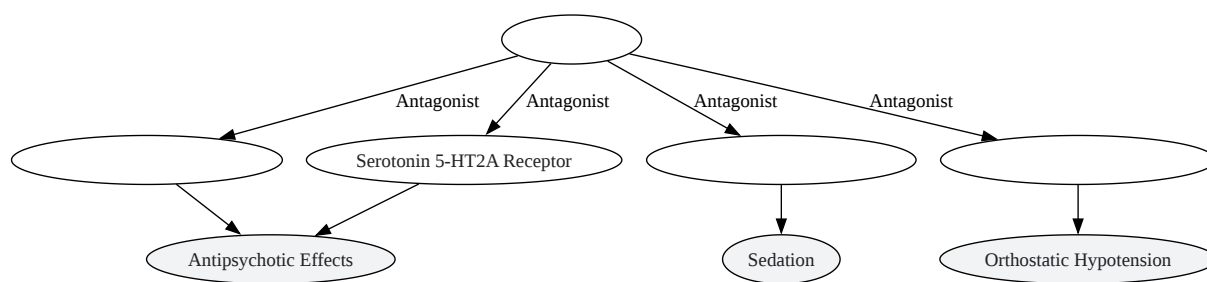 Antagonist
Antagonist
Antagonist
Antagonist
Serotonin 5-HT2A Receptor
Antipsychotic Effects
Sedation
Orthostatic Hypotension